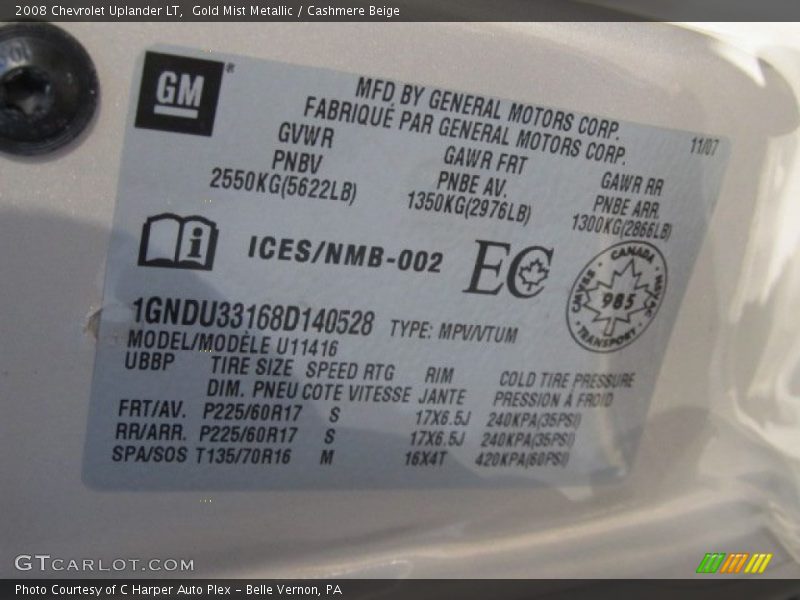 2008 Chevrolet Uplander LT, Gold Mist Metallic / Cashmere Beige
GM®
MFD BY GENERAL MOTORS CORP.
FABRIQUÉ PAR GENERAL MOTORS CORP.
11/07
GVWR GAWR FRT GAWR RR
PNBV PNBE AV. PNBE ARR.
2550KG(5622LB) 1350KG(2976LB) 1300KG(2866LB)
i ICES/NMB-002 EC
CANADA
985
TRANSPORT
1GNDU33168D140528 TYPE: MPV/VTUM
MODEL/MODÈLE U11416
UBBP TIRE SIZE SPEED RTG RIM COLD TIRE PRESSURE
DIM. PNEU COTE VITESSE JANTE PRESSION À FROID
FRT/AV. P225/60R17 S 17X6.5J 240KPA(35PSI)
RR/ARR. P225/60R17 S 17X6.5J 240KPA(35PSI)
SPA/SOS T135/70R16 M 16X4T 420KPA(60PSI)
GTCARLOT.COM
Photo Courtesy of C Harper Auto Plex - Belle Vernon, PA